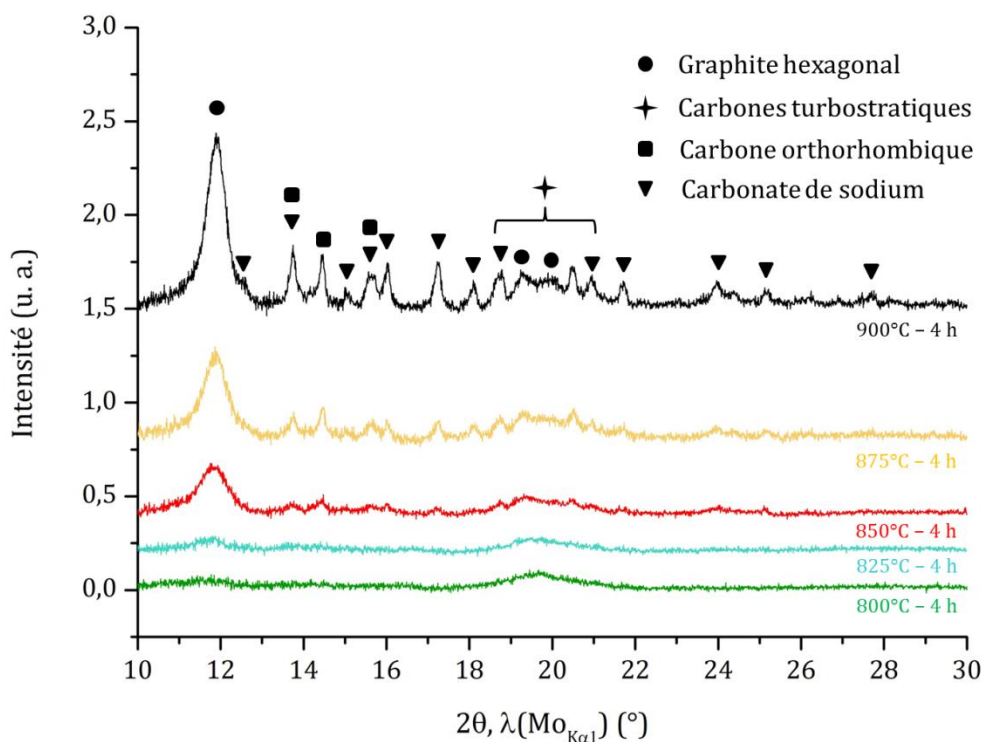 3,0
2,5
2,0
1,5
1,0
0,5
0,0
Intensité (u. a.)
Graphite hexagonal
Carbones turbostratiques
Carbone orthorhombique
Carbonate de sodium
900°C – 4 h
875°C – 4 h
850°C – 4 h
825°C – 4 h
800°C – 4 h
10 12 14 16 18 20 22 24 26 28 30
2θ, λ(Mo_Kα1) (°)